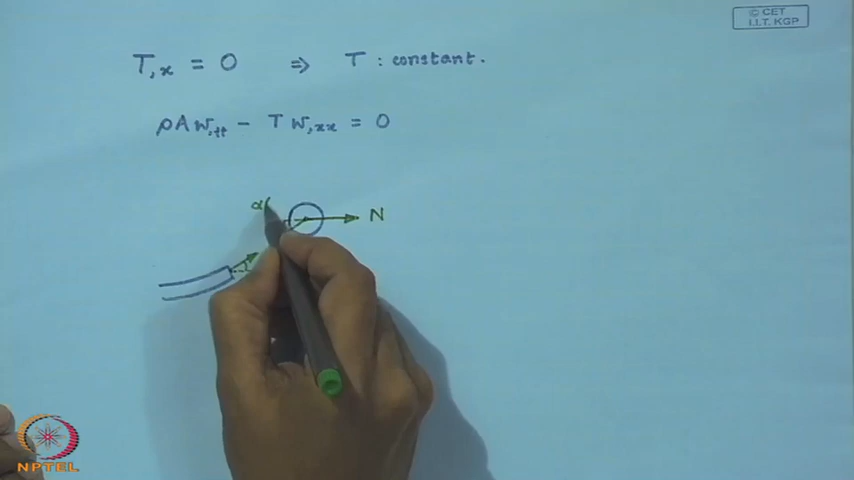 © CET
I.I.T. KGP
T,x = 0 ⇒ T : constant.
ρA w,tt − T w,xx = 0
α
N
NPTEL